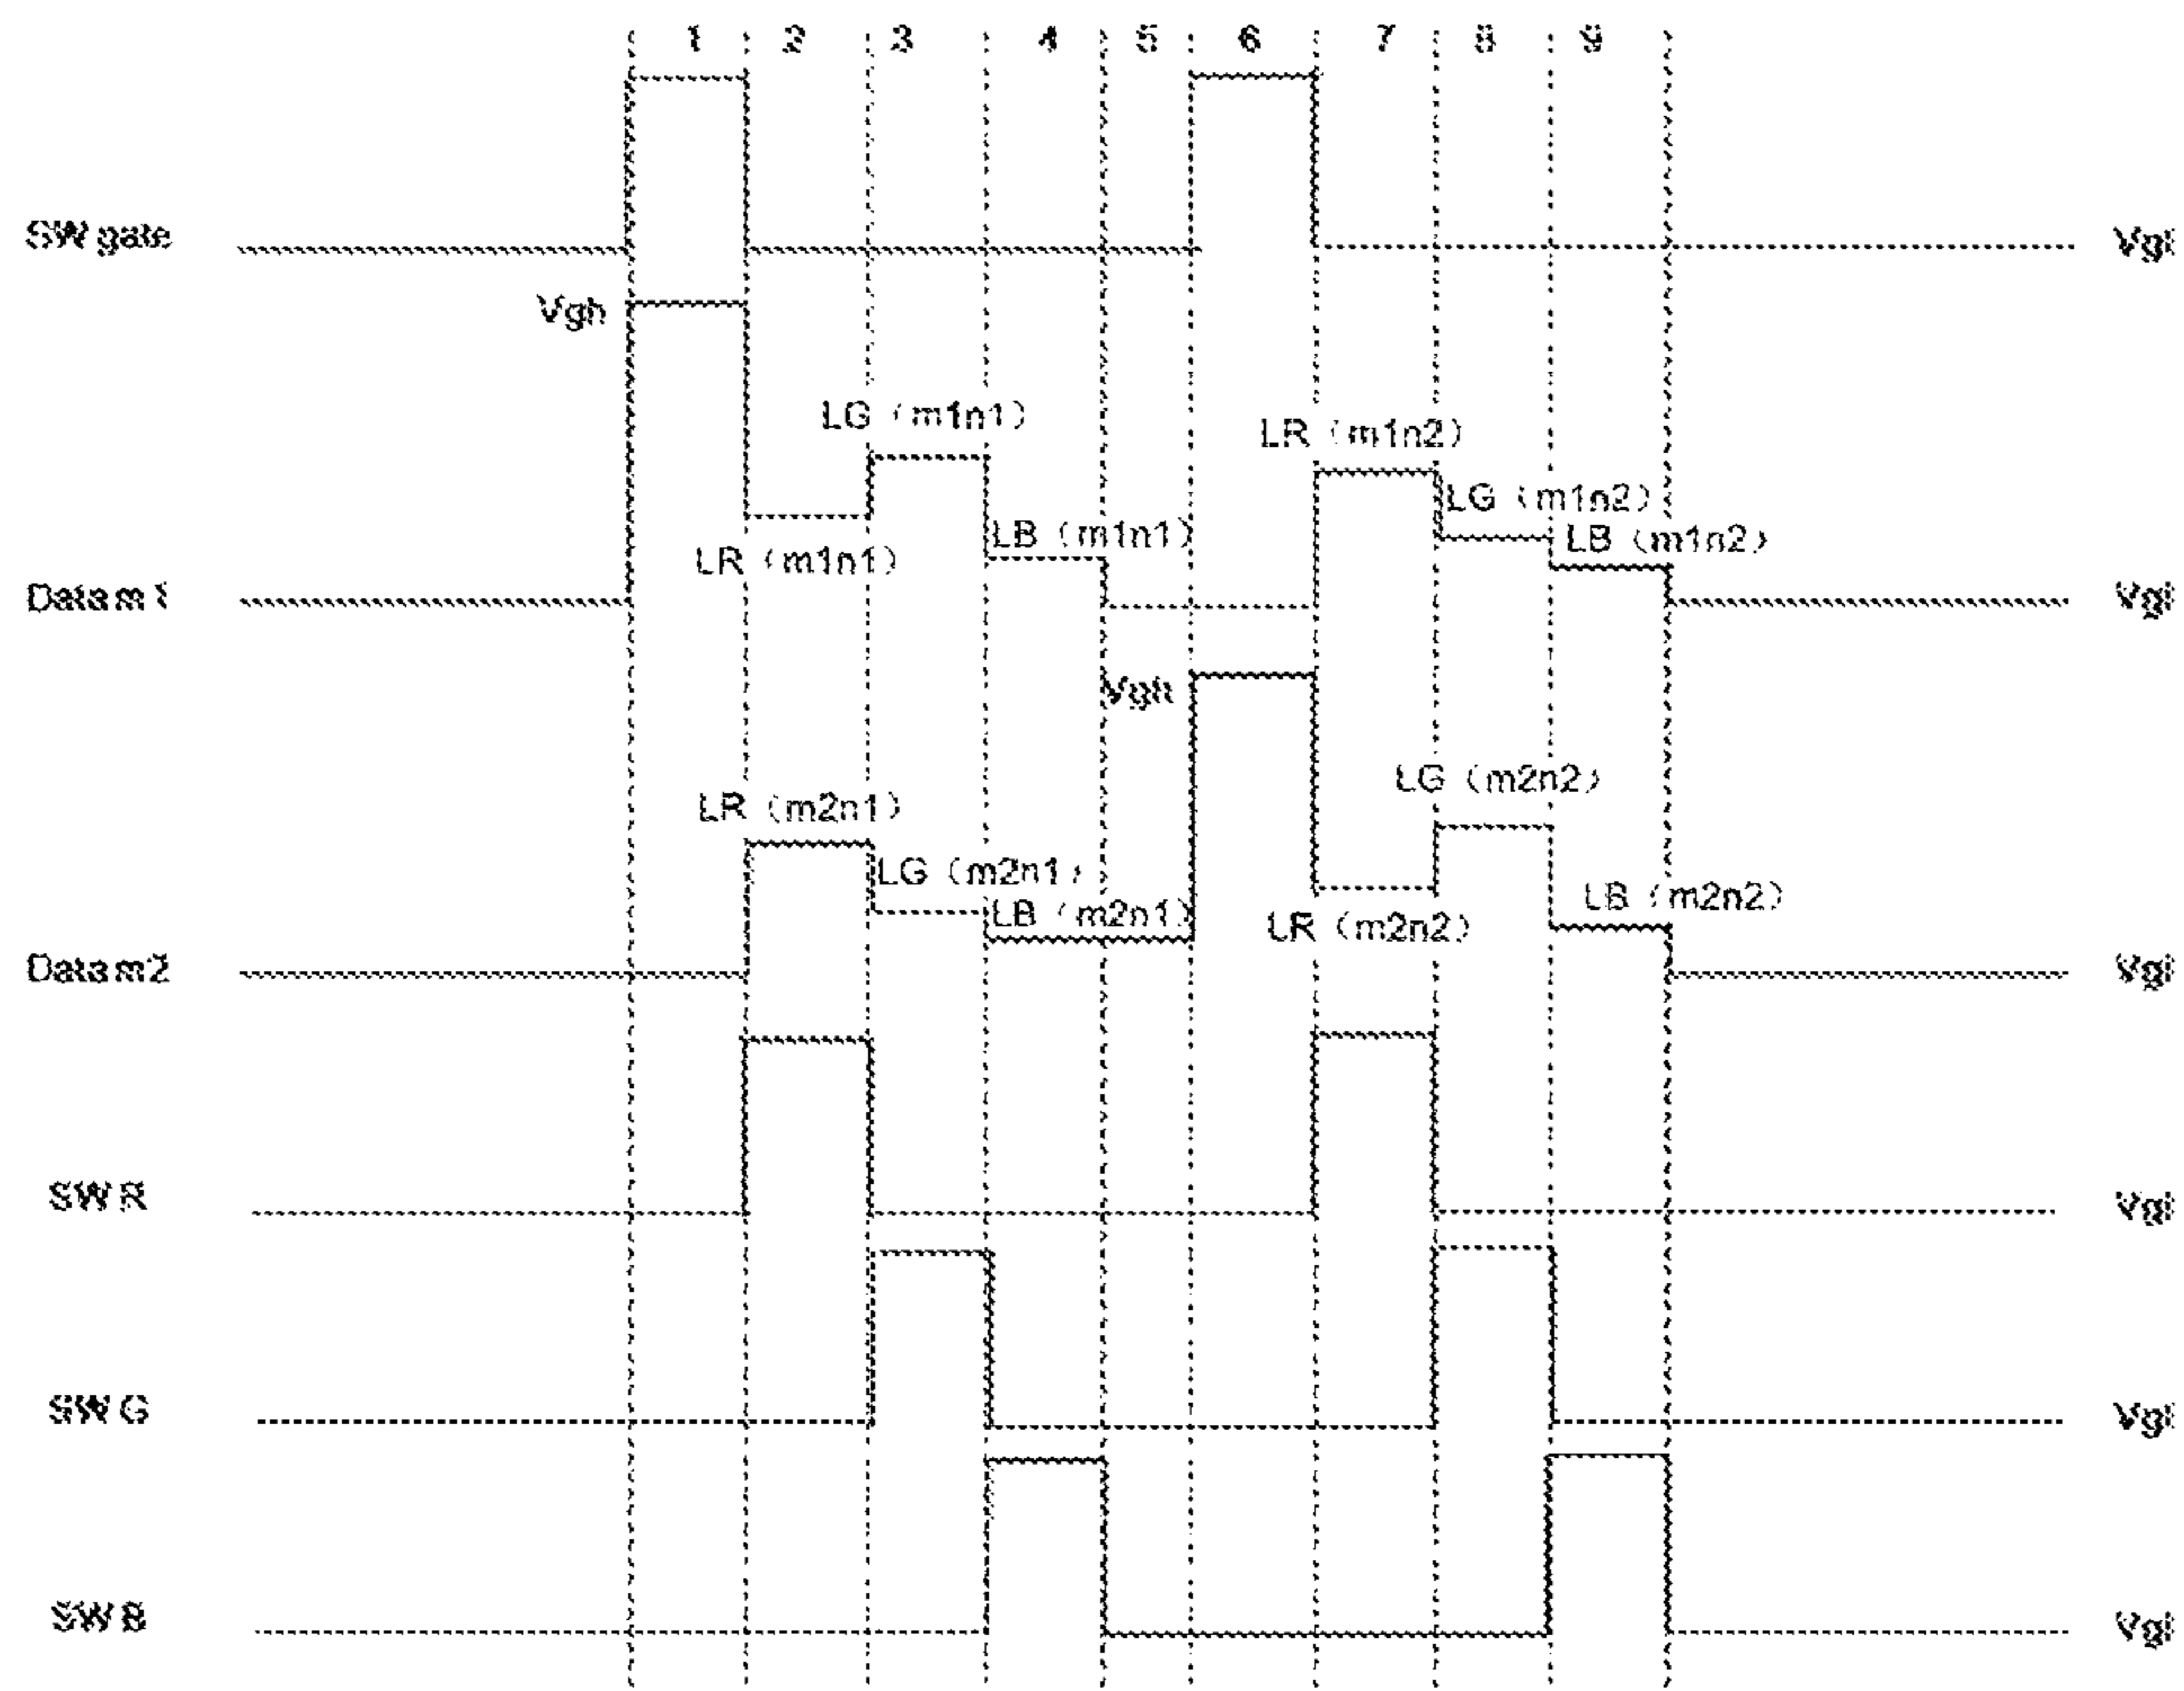 1 2 3 4 5 6 7 8 9
SW gate Vgl
Vgh
LG (m1n1)
LR (m1n2)
LG (m1n2)
LB (m1n1)
LB (m1n2)
LR (m1n1)
Data m1 Vgl
Vgh
LG (m2n2)
LR (m2n1)
LG (m2n1)
LB (m2n2)
LB (m2n1)
LR (m2n2)
Data m2 Vgl
SW R Vgl
SW G Vgl
SW B Vgl